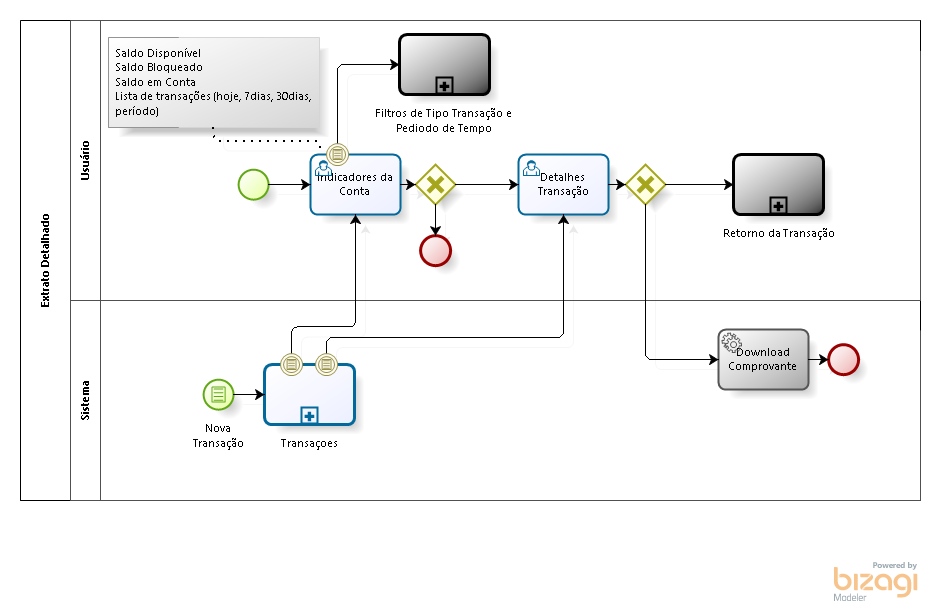 Extrato Detalhado
Usuário
Saldo Disponível
Saldo Bloqueado
Saldo em Conta
Lista de transações (hoje, 7dias, 30dias,
período)
Filtros de Tipo Transação e
Pediodo de Tempo
Indicadores da
Conta
Detalhes
Transação
Retorno da Transação
Sistema
Nova
Transação
Transaçoes
Download
Comprovante
Powered by
bizagi
Modeler